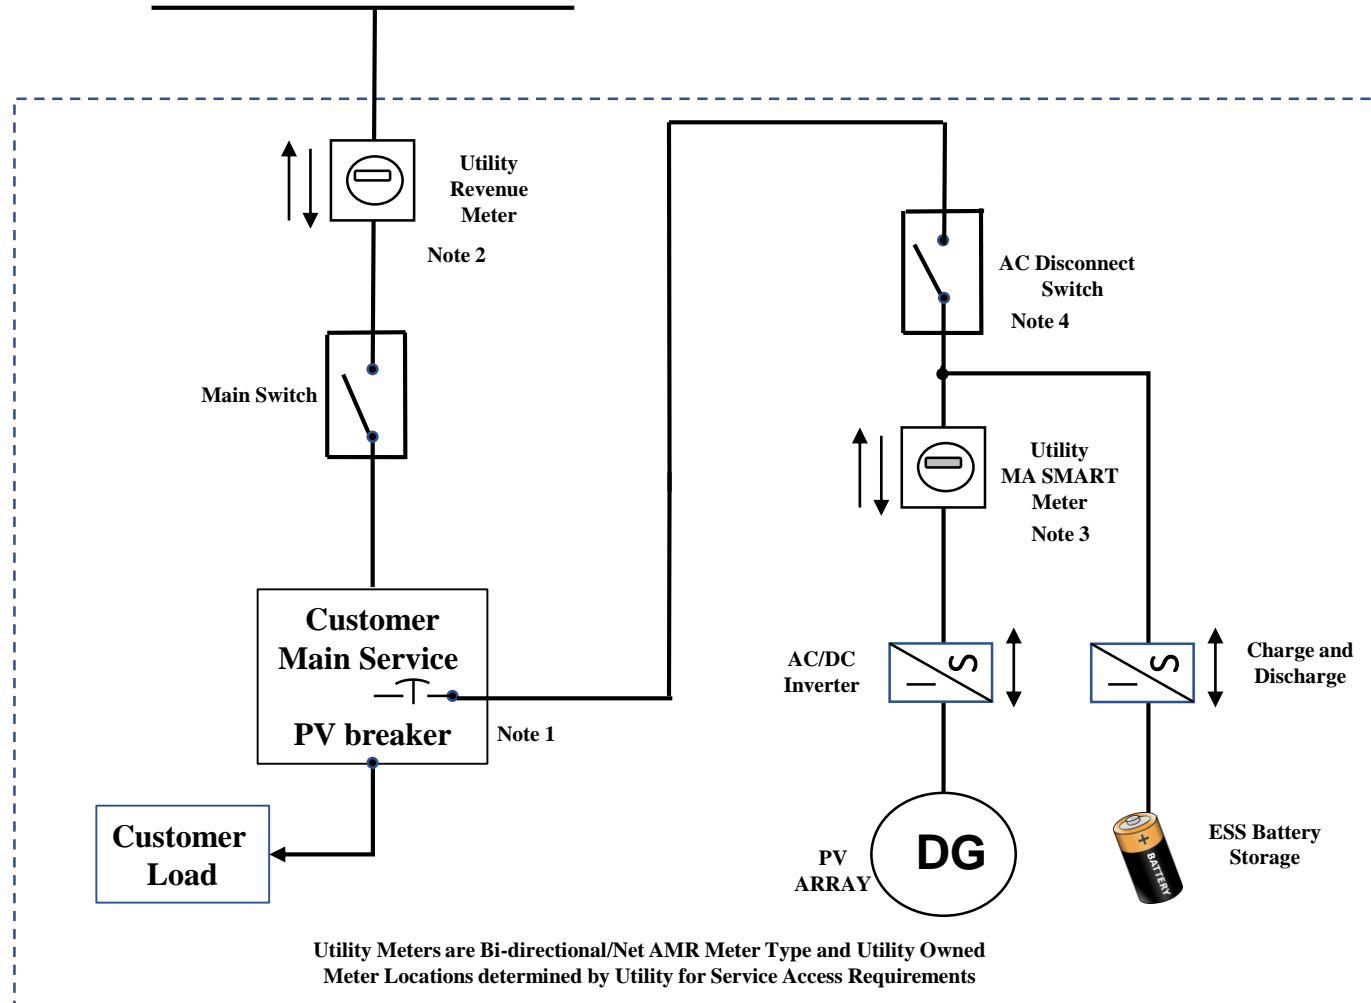 Utility
Revenue
Meter
Note 2
AC Disconnect
Switch
Note 4
Main Switch
Utility
MA SMART
Meter
Note 3
Customer
Main Service
PV breaker
Note 1
AC/DC
Inverter
Charge and
Discharge
Customer
Load
PV
ARRAY
DG
+
BATTERY
ESS Battery
Storage
Utility Meters are Bi-directional/Net AMR Meter Type and Utility Owned
Meter Locations determined by Utility for Service Access Requirements